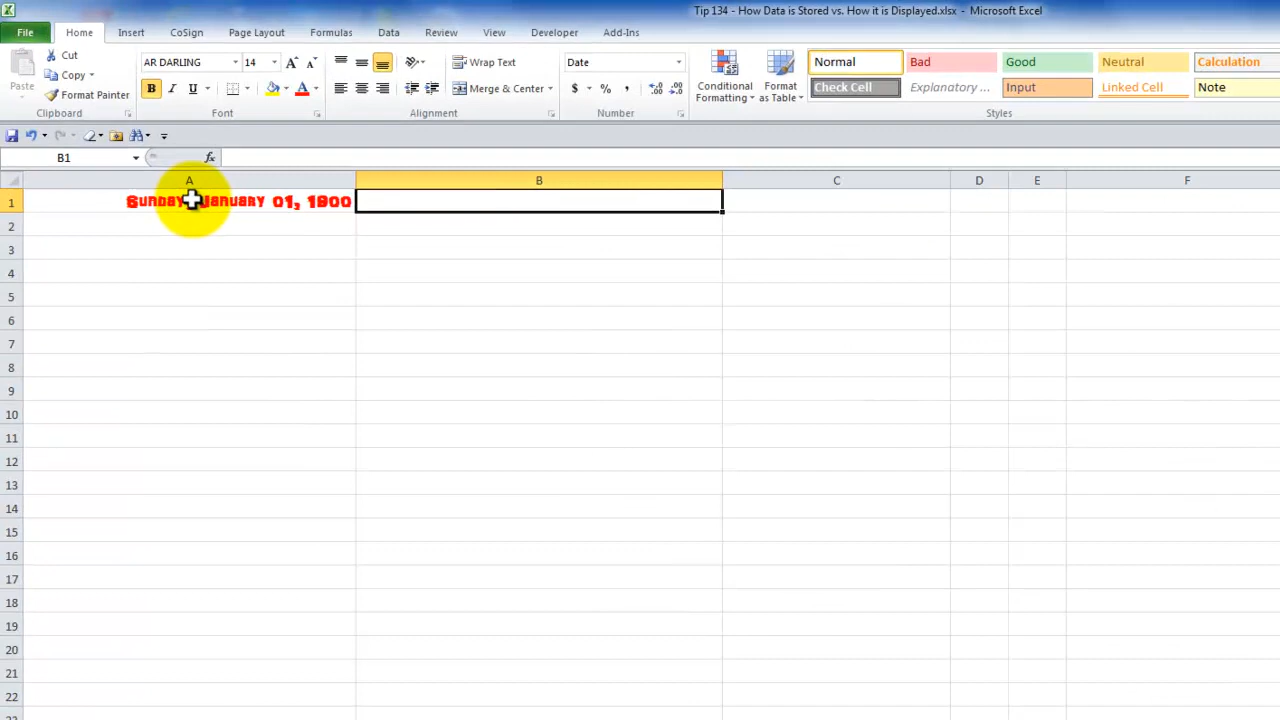 Tip 134 - How Data is Stored vs. How it is Displayed.xlsx - Microsoft Excel
File Home Insert CoSign Page Layout Formulas Data Review View Developer Add-Ins
Cut
Copy
Format Painter
Paste
Clipboard
AR DARLING 14
B I U A
Font
Wrap Text
Merge & Center
Alignment
Date
$ % ,
Number
Conditional Formatting
Format as Table
Normal Bad Good Neutral Calculation
Check Cell Explanatory ... Input Linked Cell Note
Styles
B1 fx
A B C D E F
1 Sunday, January 01, 1900
2
3
4
5
6
7
8
9
10
11
12
13
14
15
16
17
18
19
20
21
22